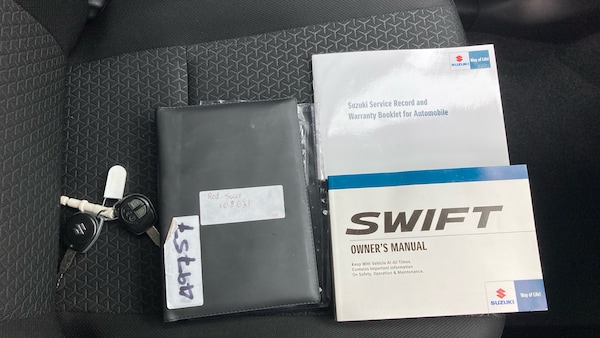 SUZUKI
Way of Life!
Suzuki Service Record and
Warranty Booklet for Automobile
Red Swift
SWIFT
OWNER'S MANUAL
Keep With Vehicle At All Times.
Contains Important Information
On Safety, Operation & Maintenance.
SUZUKI
Way of Life!